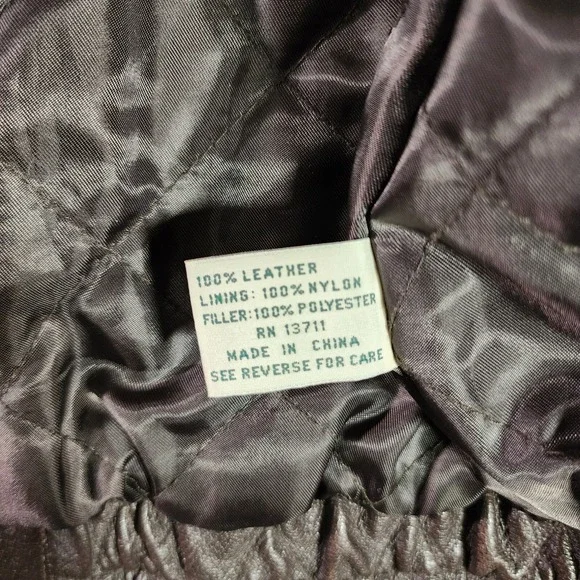 100% LEATHER
LINING: 100% NYLON
FILLER:100% POLYESTER
RN 13711
MADE IN CHINA
SEE REVERSE FOR CARE